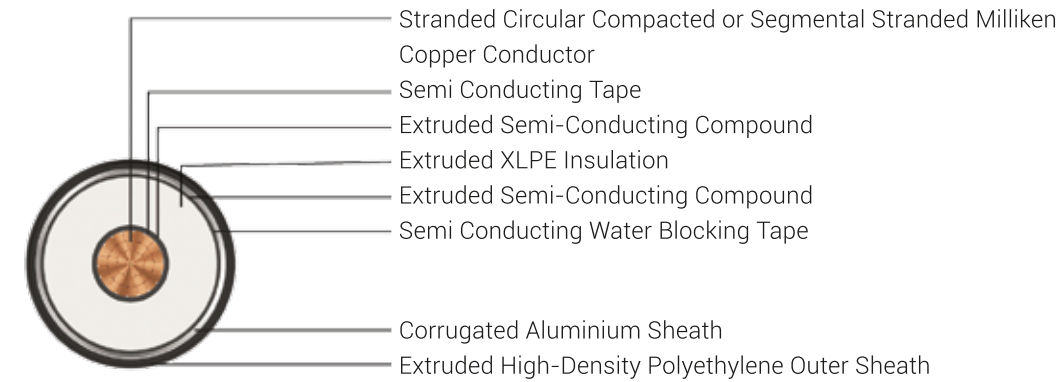 Stranded Circular Compacted or Segmental Stranded Milliken
Copper Conductor
Semi Conducting Tape
Extruded Semi-Conducting Compound
Extruded XLPE Insulation
Extruded Semi-Conducting Compound
Semi Conducting Water Blocking Tape
Corrugated Aluminium Sheath
Extruded High-Density Polyethylene Outer Sheath